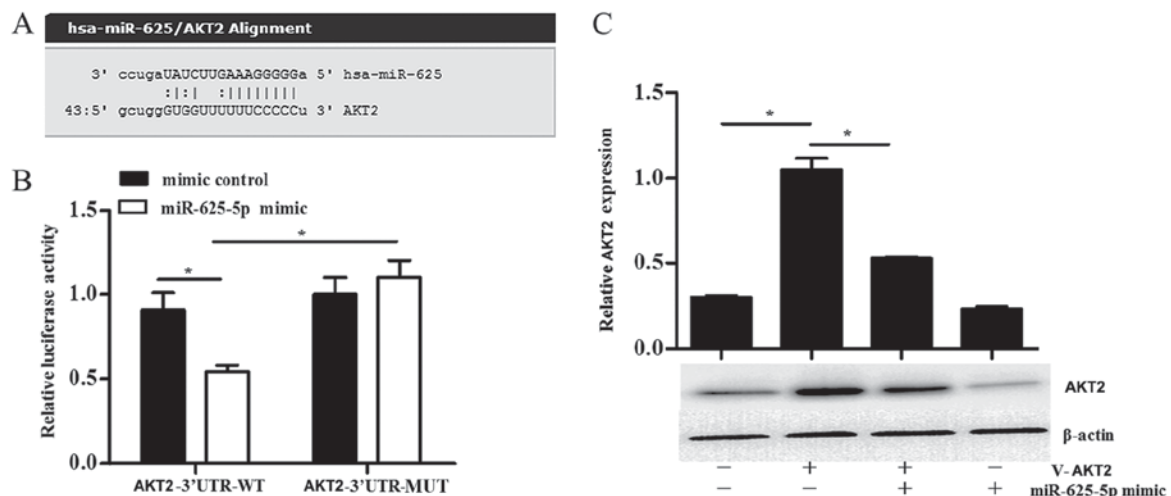 A
hsa-miR-625/AKT2 Alignment
3' ccugaUAUCUUGAAAGGGGGa 5' hsa-miR-625
:|:| :||||||||
43:5' gcuggGUGGUUUUUUCCCCCu 3' AKT2
B
mimic control
miR-625-5p mimic
Relative luciferase activity
1.5
1.0
0.5
0.0
* *
AKT2-3'UTR-WT AKT2-3'UTR-MUT
C
Relative AKT2 expression
1.5
1.0
0.5
0.0
* *
AKT2
β-actin
− + + − V-AKT2
− − + + miR-625-5p mimic